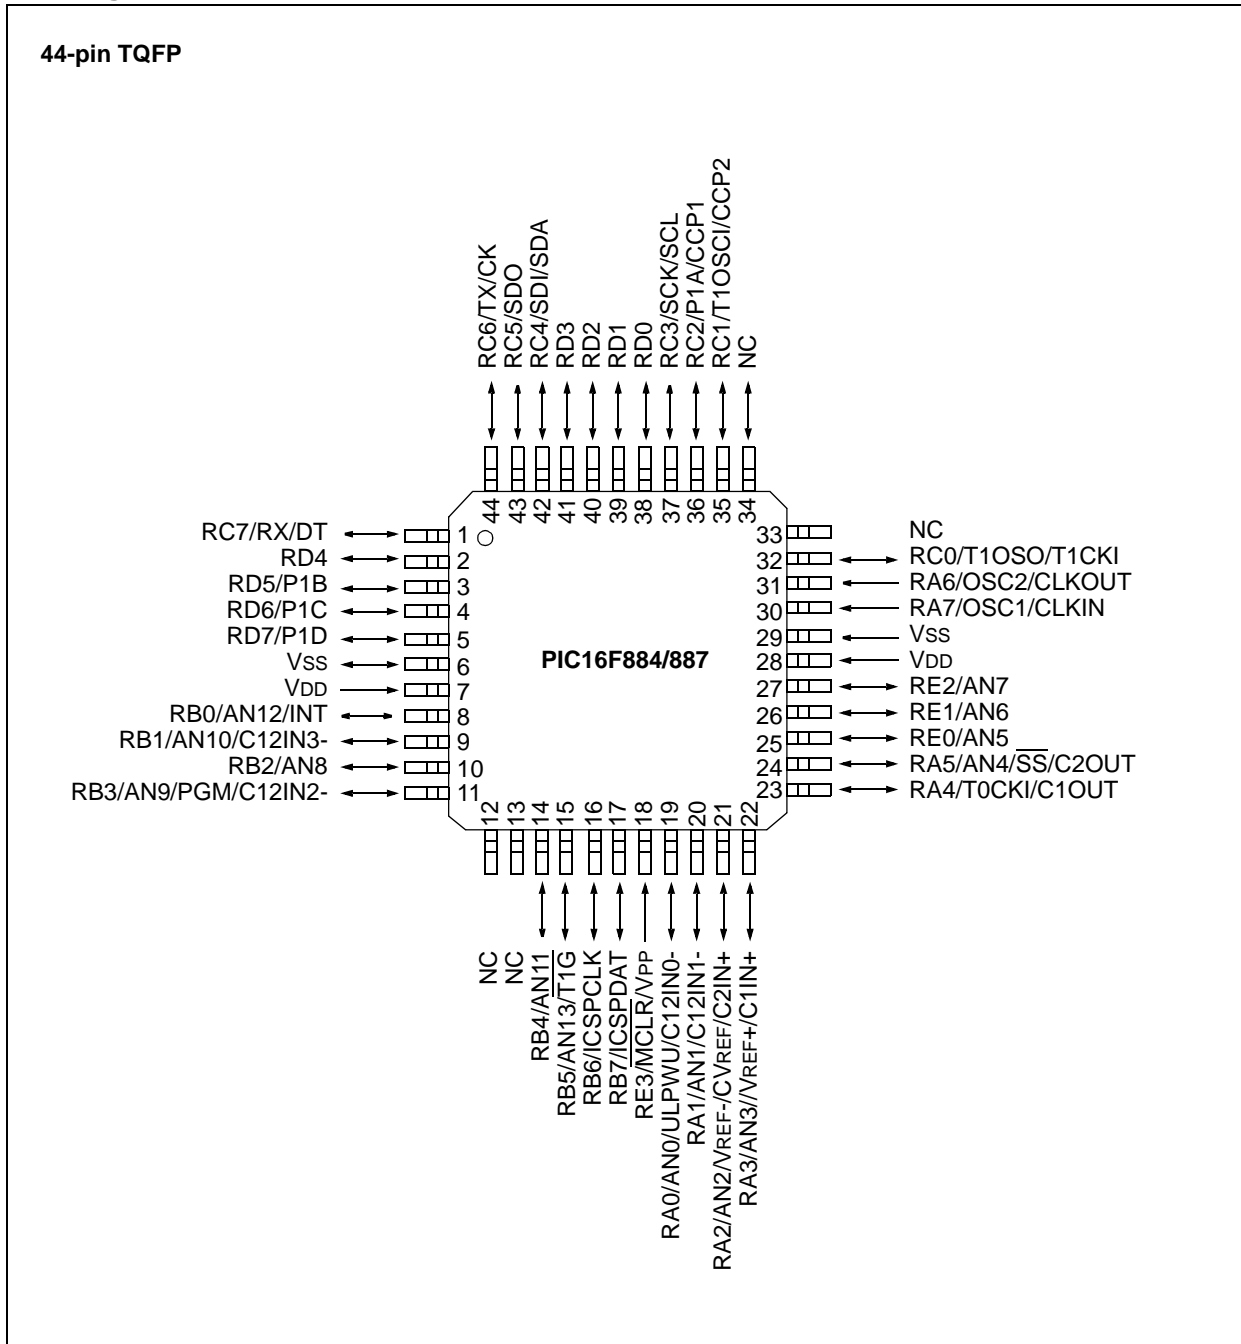 44-pin TQFP
RC6/TX/CK
RC5/SDO
RC4/SDI/SDA
RD3
RD2
RD1
RD0
RC3/SCK/SCL
RC2/P1A/CCP1
RC1/T1OSCI/CCP2
NC
44
43
42
41
40
39
38
37
36
35
34
RC7/RX/DT 1
RD4 2
RD5/P1B 3
RD6/P1C 4
RD7/P1D 5
VSS 6
VDD 7
RB0/AN12/INT 8
RB1/AN10/C12IN3- 9
RB2/AN8 10
RB3/AN9/PGM/C12IN2- 11
PIC16F884/887
33 NC
32 RC0/T1OSO/T1CKI
31 RA6/OSC2/CLKOUT
30 RA7/OSC1/CLKIN
29 VSS
28 VDD
27 RE2/AN7
26 RE1/AN6
25 RE0/AN5
24 RA5/AN4/SS/C2OUT
23 RA4/T0CKI/C1OUT
12
13
14
15
16
17
18
19
20
21
22
NC
NC
RB4/AN11
RB5/AN13/T1G
RB6/ICSPCLK
RB7/ICSPDAT
RE3/MCLR/VPP
RA0/AN0/ULPWU/C12IN0-
RA1/AN1/C12IN1-
RA2/AN2/VREF-/CVREF/C2IN+
RA3/AN3//VREF+/C1IN+